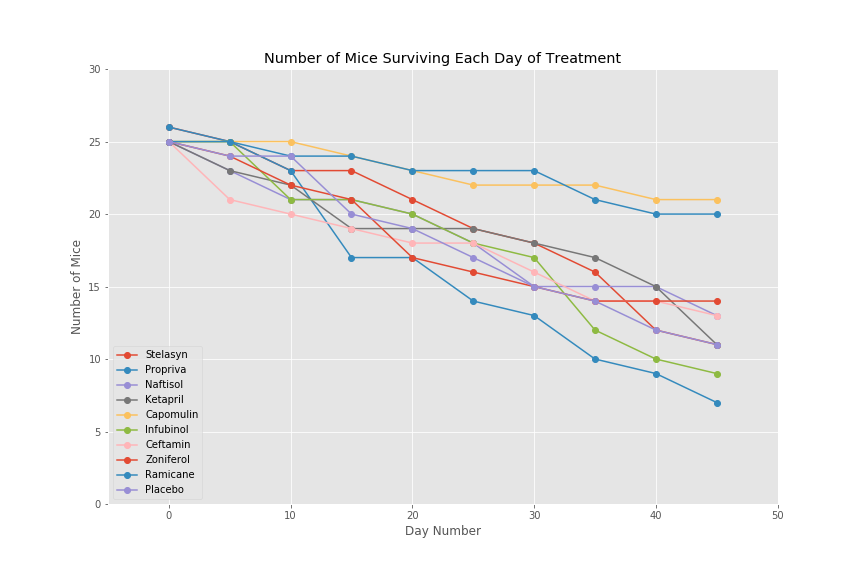 Number of Mice Surviving Each Day of Treatment
30
25
20
15
10
5
0
Number of Mice
Stelasyn
Propriva
Naftisol
Ketapril
Capomulin
Infubinol
Ceftamin
Zoniferol
Ramicane
Placebo
0 10 20 30 40 50
Day Number